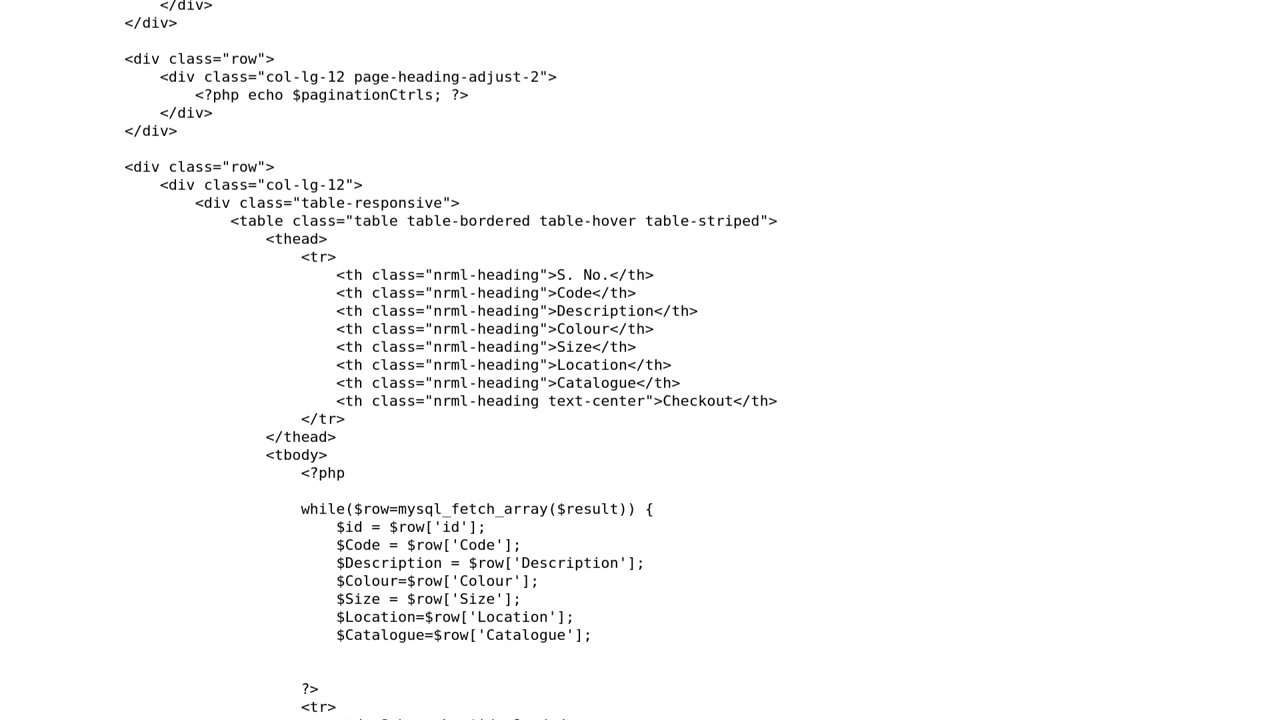 </div>
</div>
<div class="row">
<div class="col-lg-12 page-heading-adjust-2">
<?php echo $paginationCtrls; ?>
</div>
</div>
<div class="row">
<div class="col-lg-12">
<div class="table-responsive">
<table class="table table-bordered table-hover table-striped">
<thead>
<tr>
<th class="nrml-heading">S. No.</th>
<th class="nrml-heading">Code</th>
<th class="nrml-heading">Description</th>
<th class="nrml-heading">Colour</th>
<th class="nrml-heading">Size</th>
<th class="nrml-heading">Location</th>
<th class="nrml-heading">Catalogue</th>
<th class="nrml-heading text-center">Checkout</th>
</tr>
</thead>
<tbody>
<?php
while($row=mysql_fetch_array($result)) {
$id = $row['id'];
$Code = $row['Code'];
$Description = $row['Description'];
$Colour=$row['Colour'];
$Size = $row['Size'];
$Location=$row['Location'];
$Catalogue=$row['Catalogue'];
?>
<tr>